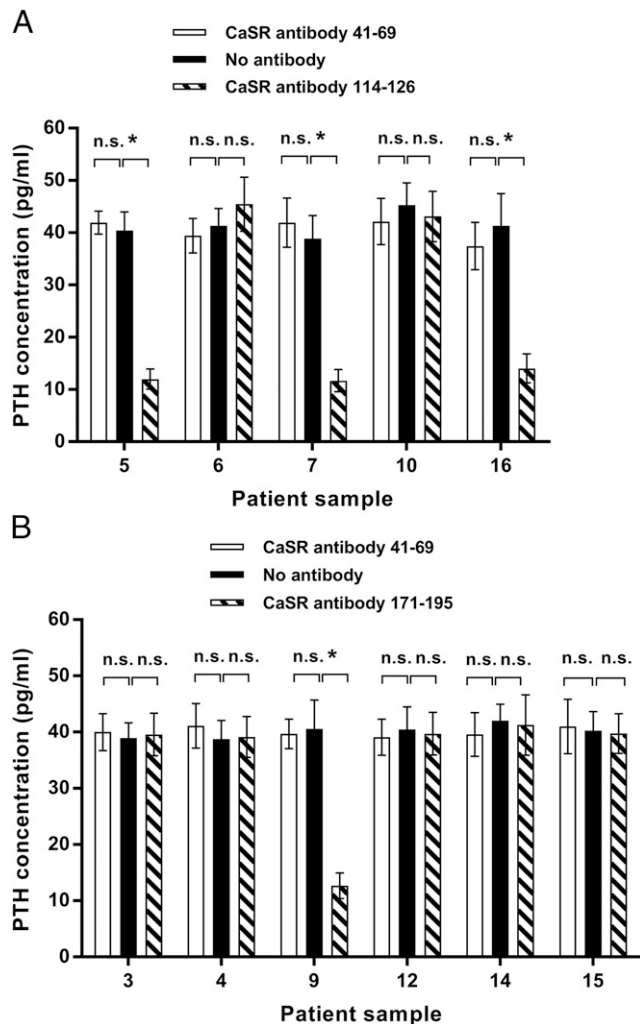 A
CaSR antibody 41-69
No antibody
CaSR antibody 114-126
PTH concentration (pg/ml)
60
50
40
30
20
10
0
n.s. * n.s. n.s. n.s. * n.s. n.s. n.s. *
5 6 7 10 16
Patient sample
B
CaSR antibody 41-69
No antibody
CaSR antibody 171-195
PTH concentration (pg/ml)
60
50
40
30
20
10
0
n.s. n.s. n.s. n.s. n.s. * n.s. n.s. n.s. n.s. n.s. n.s.
3 4 9 12 14 15
Patient sample